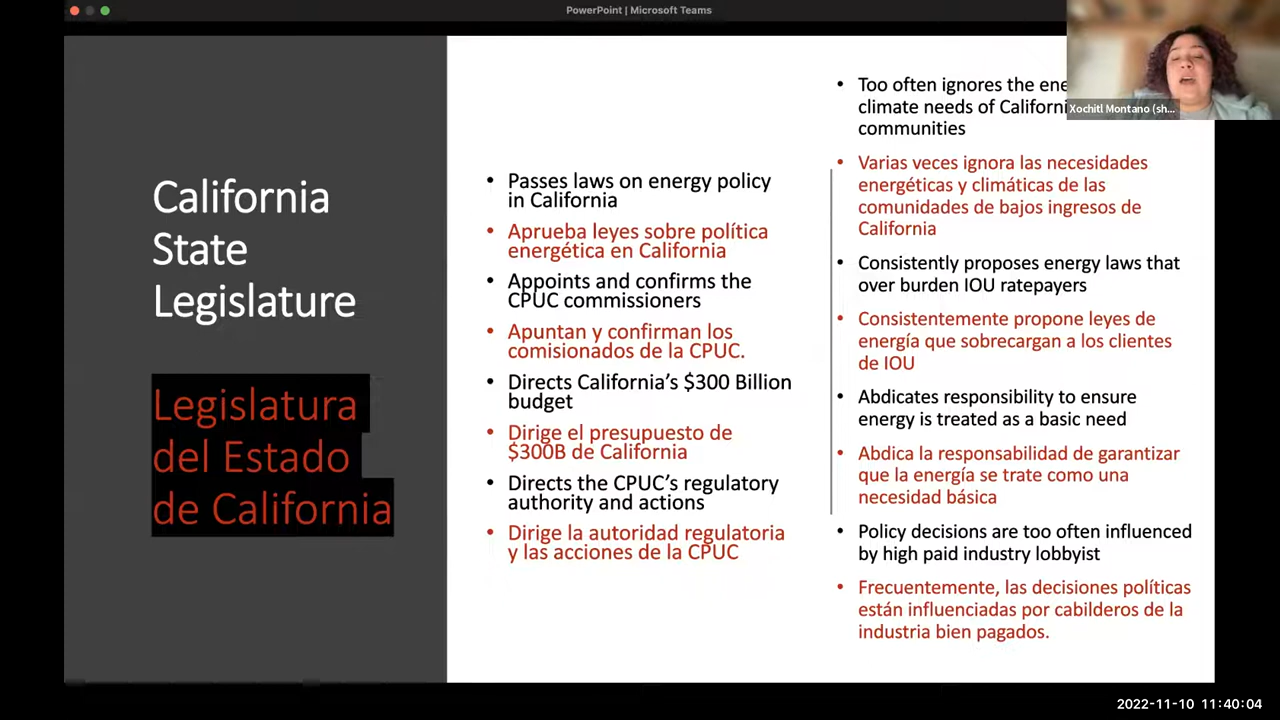 PowerPoint | Microsoft Teams
California
State
Legislature
Legislatura
del Estado
de California
• Passes laws on energy policy
in California
• Aprueba leyes sobre política
energética en California
• Appoints and confirms the
CPUC commissioners
• Apuntan y confirman los
comisionados de la CPUC.
• Directs California’s $300 Billion
budget
• Dirige el presupuesto de
$300B de California
• Directs the CPUC’s regulatory
authority and actions
• Dirige la autoridad regulatoria
y las acciones de la CPUC
• Too often ignores the
climate needs of
communities
• Varias veces ignora las necesidades
energéticas y climáticas de las
comunidades de bajos ingresos de
California
• Consistently proposes energy laws that
over burden IOU ratepayers
• Consistentemente propone leyes de
energía que sobrecargan a los clientes
de IOU
• Abdicates responsibility to ensure
energy is treated as a basic need
• Abdica la responsabilidad de garantizar
que la energía se trate como una
necesidad básica
• Policy decisions are too often influenced
by high paid industry lobbyist
• Frecuentemente, las decisiones políticas
están influenciadas por cabilderos de la
industria bien pagados.
Xochitl Montano (sh...
2022-11-10 11:40:04